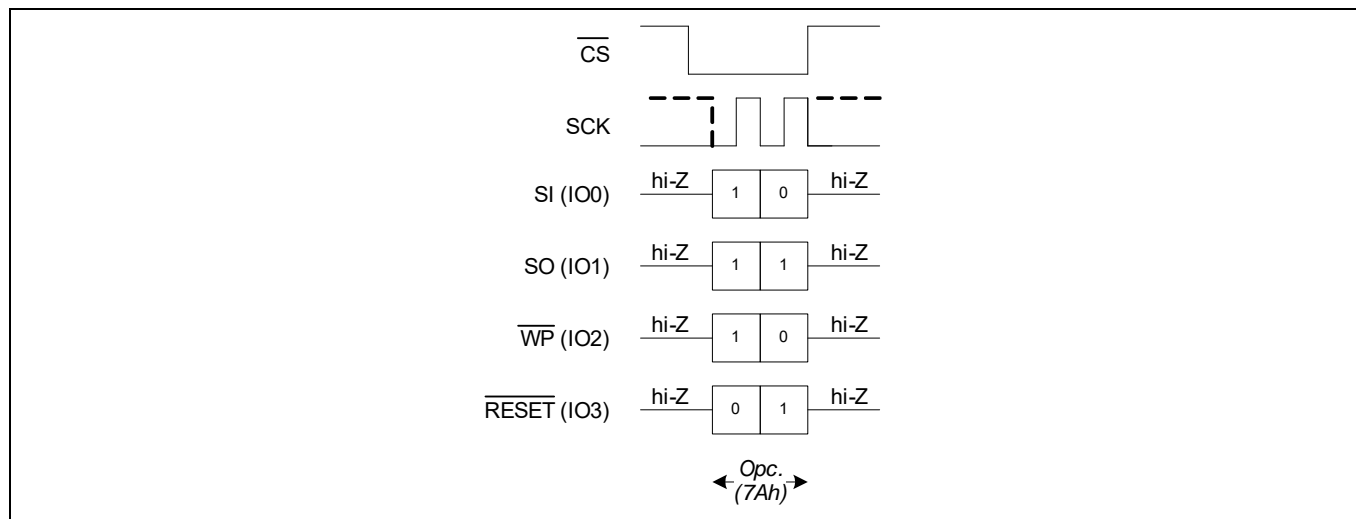 CS
SCK
hi-Z 1 0 hi-Z
SI (IO0)
hi-Z 1 1 hi-Z
SO (IO1)
hi-Z 1 0 hi-Z
WP (IO2)
hi-Z 0 1 hi-Z
RESET (IO3)
Opc.
(7Ah)